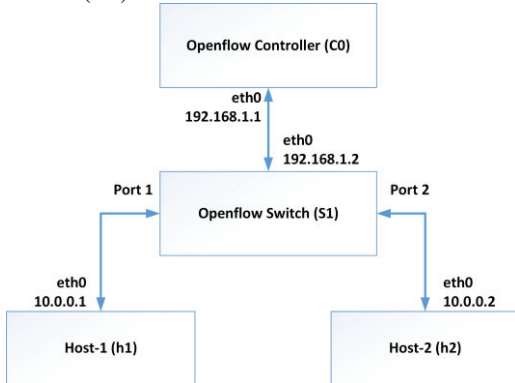 Openflow Controller (C0)
eth0
192.168.1.1
eth0
192.168.1.2
Port 1
Port 2
Openflow Switch (S1)
eth0
10.0.0.1
eth0
10.0.0.2
Host-1 (h1)
Host-2 (h2)